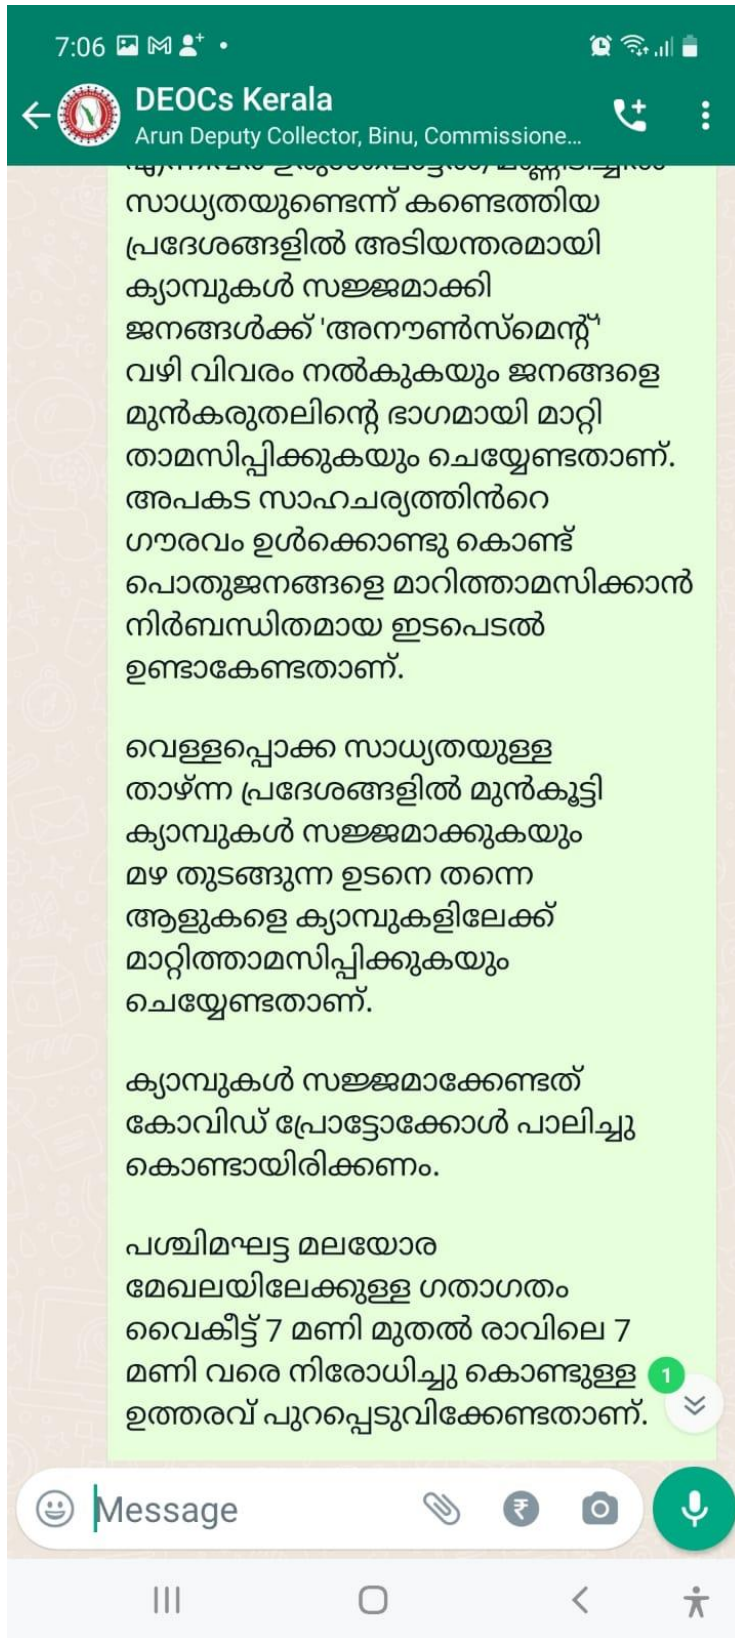 7:06
DEOCs Kerala
Arun Deputy Collector, Binu, Commissione...
സാധ്യതയുണ്ടെന്ന് കണ്ടെത്തിയ
പ്രദേശങ്ങളിൽ അടിയന്തരമായി
ക്യാമ്പുകൾ സജ്ജമാക്കി
ജനങ്ങൾക്ക് 'അനൗൺസ്മെന്റ്'
വഴി വിവരം നൽകുകയും ജനങ്ങളെ
മുൻകരുതലിന്റെ ഭാഗമായി മാറ്റി
താമസിപ്പിക്കുകയും ചെയ്യേണ്ടതാണ്.
അപകട സാഹചര്യത്തിൻറെ
ഗൗരവം ഉൾക്കൊണ്ടു കൊണ്ട്
പൊതുജനങ്ങളെ മാറിത്താമസിക്കാൻ
നിർബന്ധിതമായ ഇടപെടൽ
ഉണ്ടാകേണ്ടതാണ്.
വെള്ളപ്പൊക്ക സാധ്യതയുള്ള
താഴ്ന്ന പ്രദേശങ്ങളിൽ മുൻകൂട്ടി
ക്യാമ്പുകൾ സജ്ജമാക്കുകയും
മഴ തുടങ്ങുന്ന ഉടനെ തന്നെ
ആളുകളെ ക്യാമ്പുകളിലേക്ക്
മാറ്റിത്താമസിപ്പിക്കുകയും
ചെയ്യേണ്ടതാണ്.
ക്യാമ്പുകൾ സജ്ജമാക്കേണ്ടത്
കോവിഡ് പ്രോട്ടോക്കോൾ പാലിച്ചു
കൊണ്ടായിരിക്കണം.
പശ്ചിമഘട്ട മലയോര
മേഖലയിലേക്കുള്ള ഗതാഗതം
വൈകീട്ട് 7 മണി മുതൽ രാവിലെ 7
മണി വരെ നിരോധിച്ചു കൊണ്ടുള്ള
1
ഉത്തരവ് പുറപ്പെടുവിക്കേണ്ടതാണ്.
Message